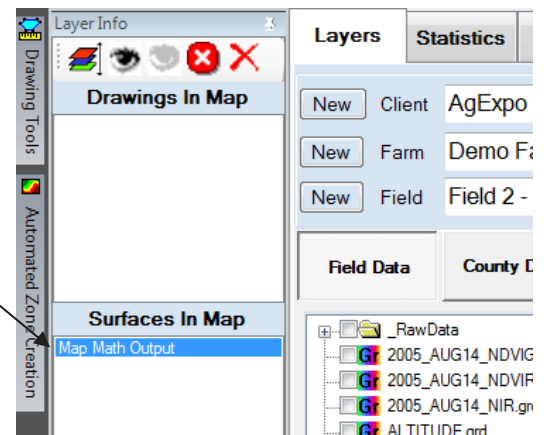 Layer Info
Drawing Tools
Automated Zone Creation
Drawings In Map
Surfaces In Map
Map Math Output
Layers
Statistics
New Client AgExpo
New Farm Demo Fa
New Field Field 2 -
Field Data
County D
_RawData
Gr 2005_AUG14_NDVIG
Gr 2005_AUG14_NDVIR
Gr 2005_AUG14_NIR.gr
Gr ALTITUDE.grd